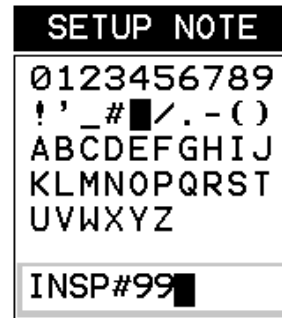 SETUP NOTE
0123456789
!'_# /.-()
ABCDEFGHIJ
KLMNOPQRST
UVWXYZ
INSP#99